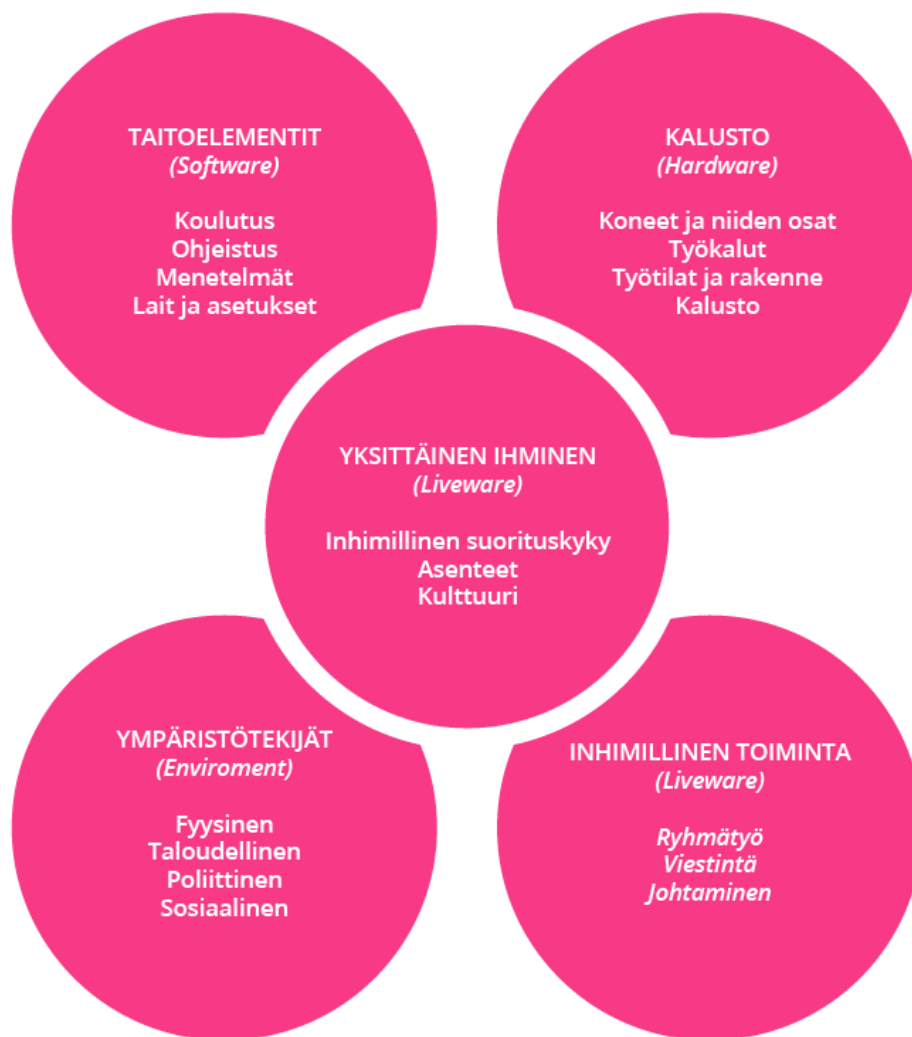 TAITOELEMENTIT
(Software)
Koulutus
Ohjeistus
Menetelmät
Lait ja asetukset
KALUSTO
(Hardware)
Koneet ja niiden osat
Työkalut
Työtilat ja rakenne
Kalusto
YKSITTÄINEN IHMINEN
(Liveware)
Inhimillinen suorituskyky
Asenteet
Kulttuuri
YMPÄRISTÖTEKIJÄT
(Enviroment)
Fyysinen
Taloudellinen
Poliittinen
Sosiaalinen
INHIMILLINEN TOIMINTA
(Liveware)
Ryhmätyö
Viestintä
Johtaminen